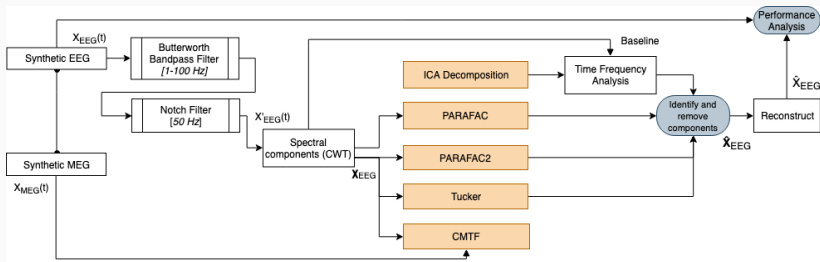 Performance
Analysis
X_EEG(t)
Butterworth
Bandpass Filter
[1-100 Hz]
Baseline
Synthetic EEG
ICA Decomposition
Time Frequency
Analysis
X̂_EEG
Notch Filter
[50 Hz]
X'_EEG(t)
PARAFAC
Identify and
remove
components
Reconstruct
Spectral
components (CWT)
X̂_EEG
Synthetic MEG
PARAFAC2
X_EEG
X_MEG(t)
Tucker
CMTF